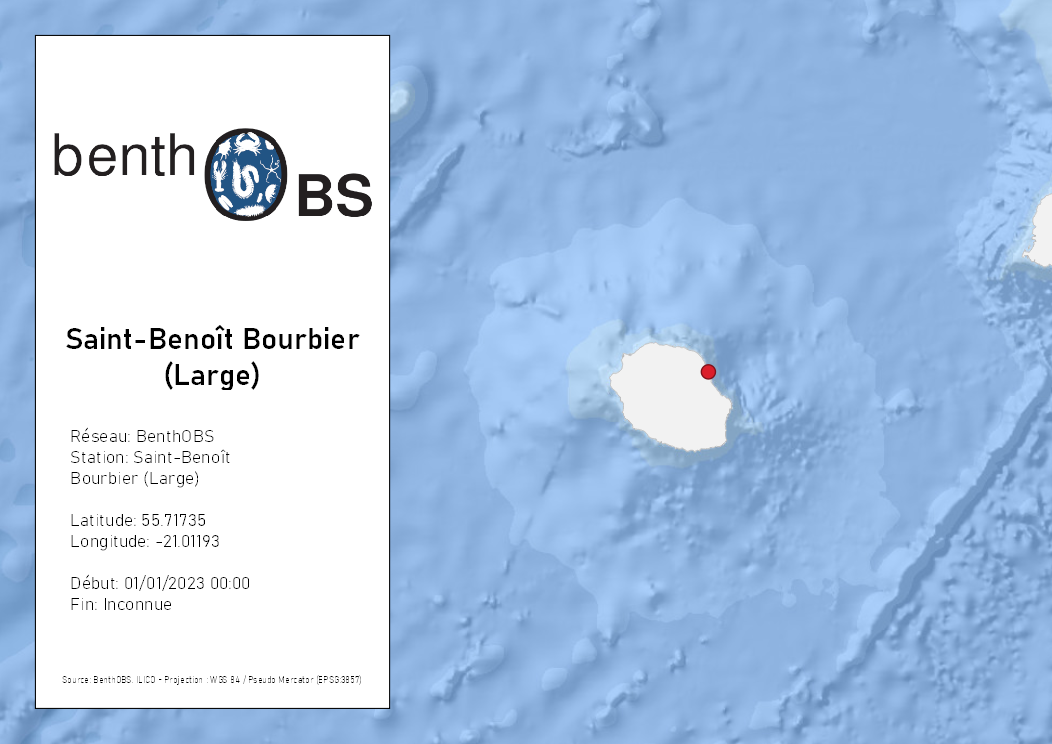 benthOBS
Saint-Benoît Bourbier
(Large)
Réseau: BenthOBS
Station: Saint-Benoît
Bourbier (Large)
Latitude: 55.71735
Longitude: -21.01193
Début: 01/01/2023 00:00
Fin: Inconnue
Source: BenthOBS, ILICO - Projection : WGS 84 / Pseudo Mercator (EPSG:3857)